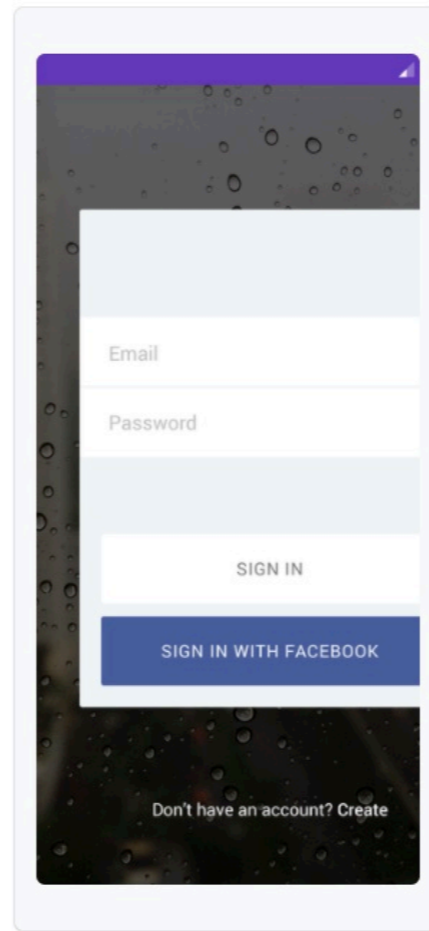 Email
Password
SIGN IN
SIGN IN WITH FACEBOOK
Don't have an account? Create